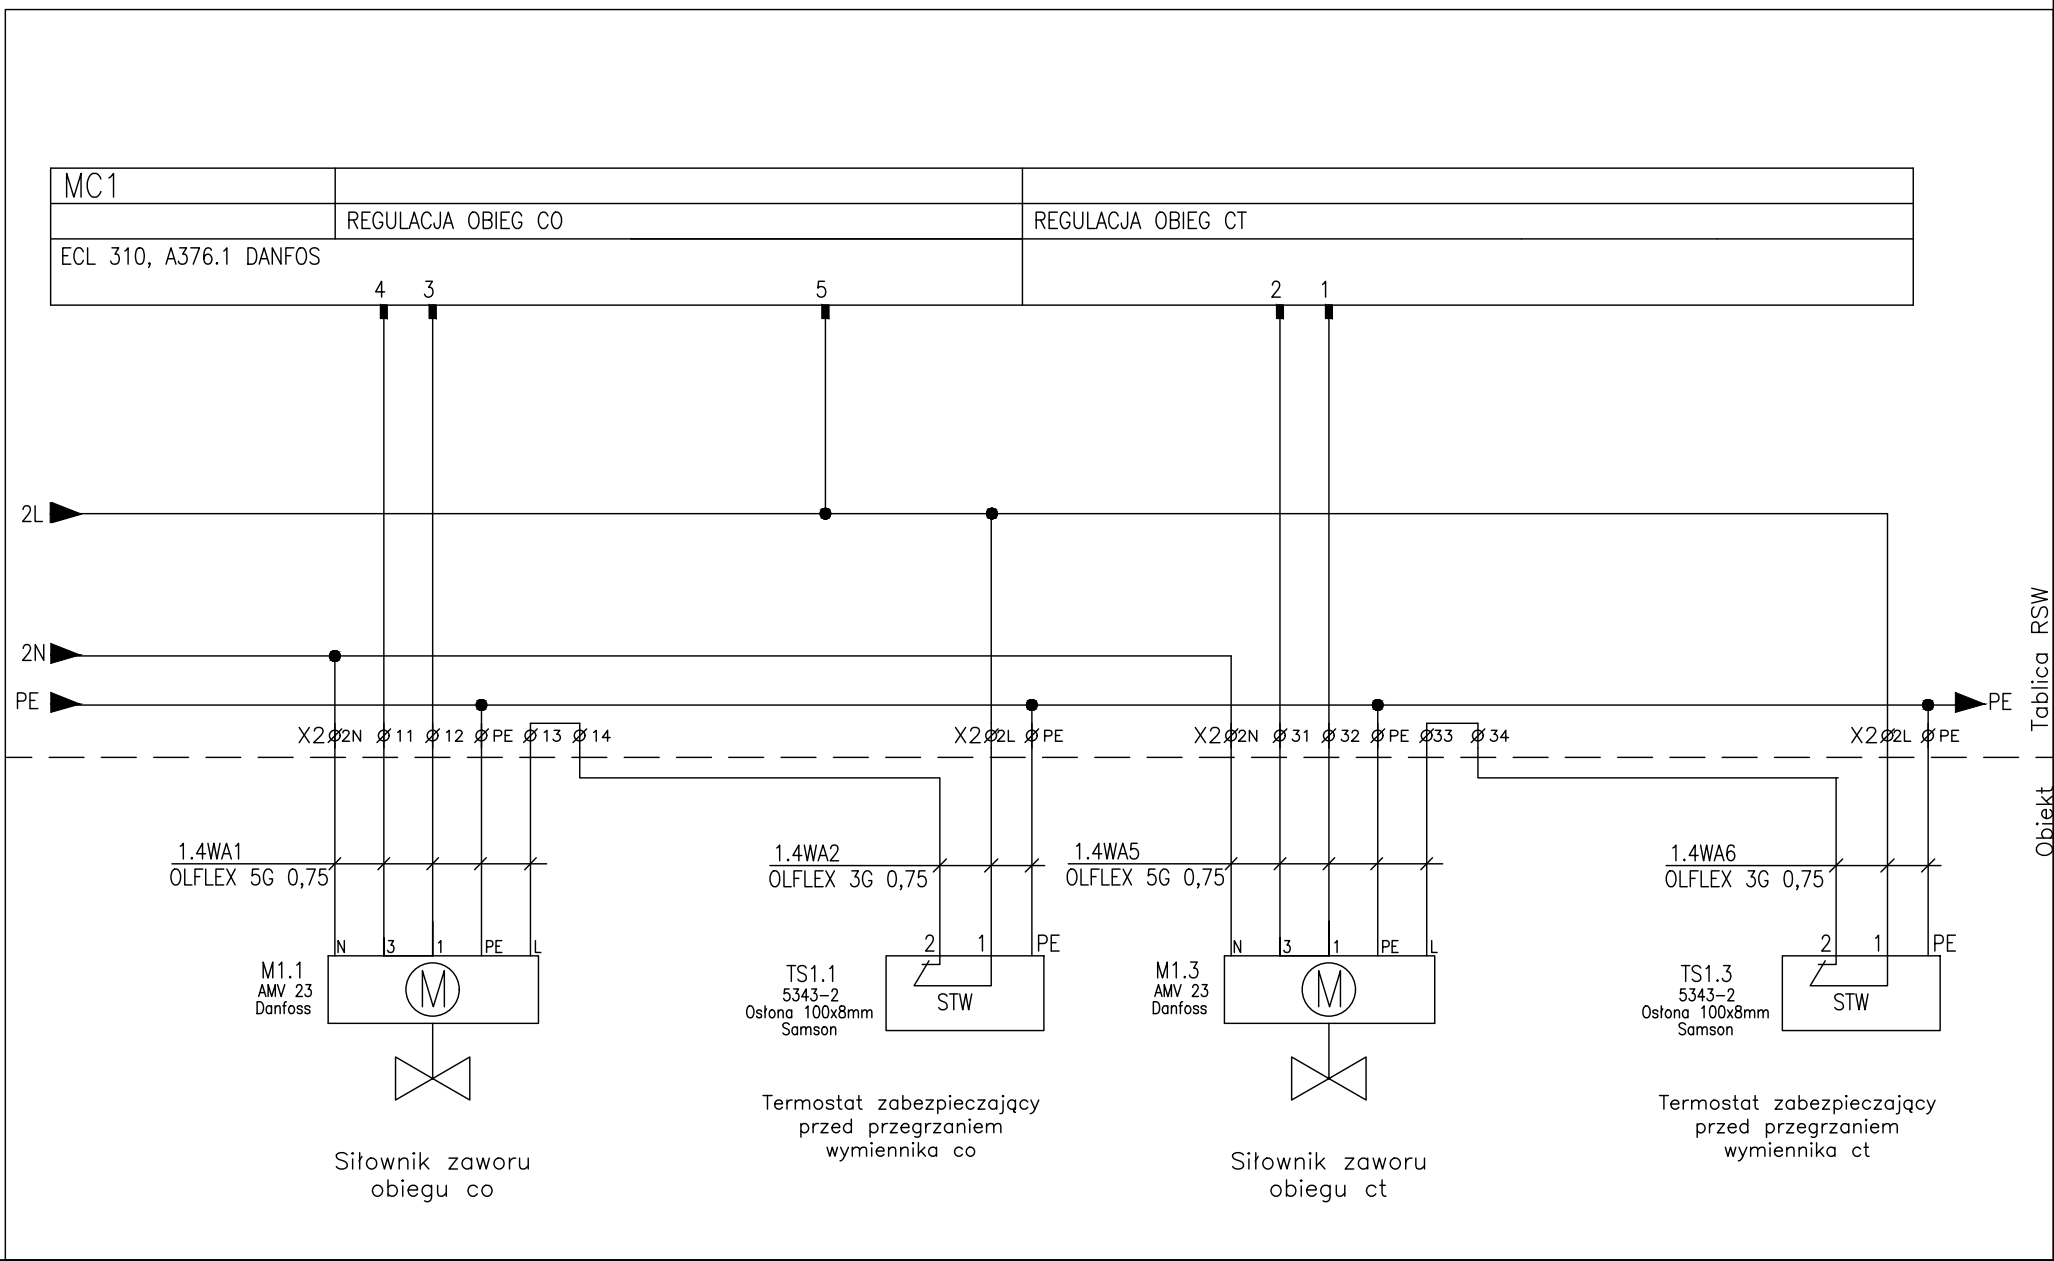 MC1
REGULACJA OBIEG CO
REGULACJA OBIEG CT
ECL 310, A376.1 DANFOS
4 3 5 2 1
2L
2N
PE
PE
Tablica RSW
Obiekt
X2 2N 11 12 PE 13 14
X2 2L PE
X2 2N 31 32 PE 33 34
X2 2L PE
1.4WA1
OLFLEX 5G 0,75
1.4WA2
OLFLEX 3G 0,75
1.4WA5
OLFLEX 5G 0,75
1.4WA6
OLFLEX 3G 0,75
N 3 1 PE L
M1.1
AMV 23
Danfoss
M
Siłownik zaworu
obiegu co
2 1 PE
TS1.1
5343-2
Osłona 100x8mm
Samson
STW
Termostat zabezpieczający
przed przegrzaniem
wymiennika co
N 3 1 PE L
M1.3
AMV 23
Danfoss
M
Siłownik zaworu
obiegu ct
2 1 PE
TS1.3
5343-2
Osłona 100x8mm
Samson
STW
Termostat zabezpieczający
przed przegrzaniem
wymiennika ct